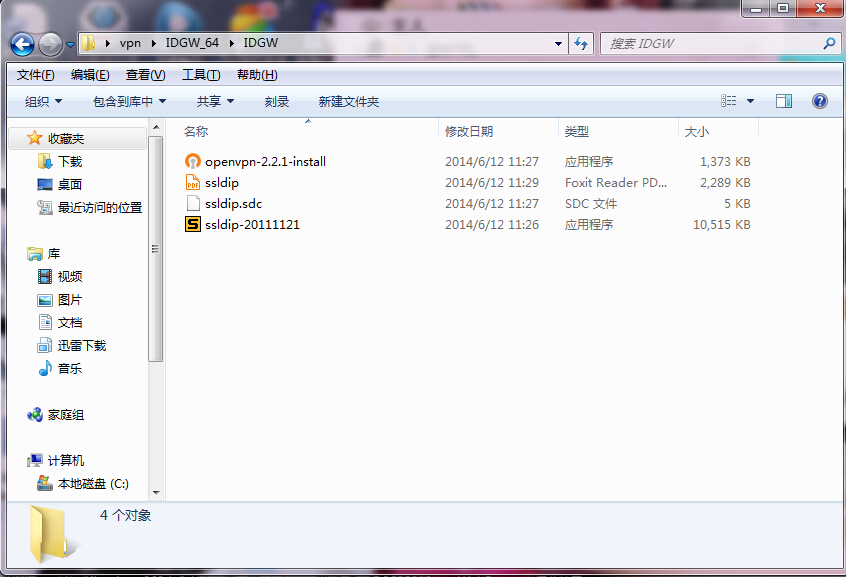 vpn IDGW_64 IDGW
搜索 IDGW
文件(F) 编辑(E) 查看(V) 工具(T) 帮助(H)
组织 包含到库中 共享 刻录 新建文件夹
收藏夹
下载
桌面
最近访问的位置
库
视频
图片
文档
迅雷下载
音乐
家庭组
计算机
本地磁盘 (C:)
名称 修改日期 类型 大小
openvpn-2.2.1-install 2014/6/12 11:27 应用程序 1,373 KB
ssldip 2014/6/12 11:29 Foxit Reader PD... 2,289 KB
ssldip.sdc 2014/6/12 11:27 SDC 文件 5 KB
ssldip-20111121 2014/6/12 11:26 应用程序 10,515 KB
4 个对象